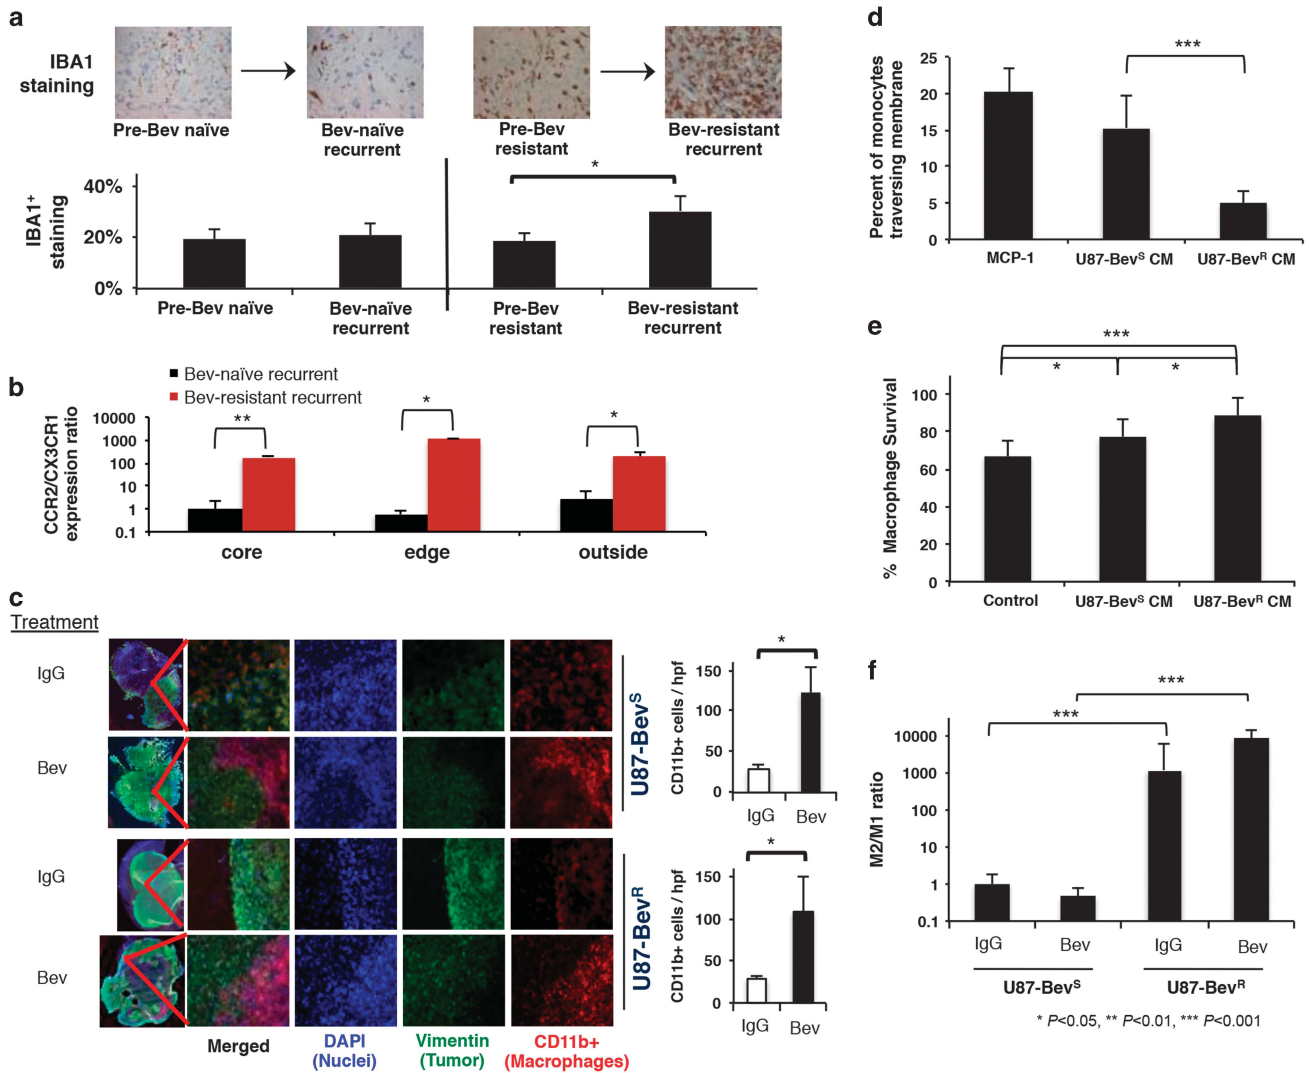 a
IBA1
staining
Pre-Bev naïve
Bev-naïve
recurrent
Pre-Bev
resistant
Bev-resistant
recurrent
IBA1+
staining
40%
20%
0%
*
Pre-Bev naïve
Bev-naïve
recurrent
Pre-Bev
resistant
Bev-resistant
recurrent
b
Bev-naïve recurrent
Bev-resistant recurrent
CCR2/CX3CR1
expression ratio
10000
1000
100
10
1
0.1
**
*
*
core
edge
outside
c
Treatment
IgG
Bev
IgG
Bev
Merged
DAPI
(Nuclei)
Vimentin
(Tumor)
CD11b+
(Macrophages)
U87-BevS
U87-BevR
CD11b+ cells / hpf
150
100
50
0
*
IgG
Bev
CD11b+ cells / hpf
150
100
50
0
*
IgG
Bev
d
Percent of monocytes
traversing membrane
25
20
15
10
5
0
***
MCP-1
U87-BevS CM
U87-BevR CM
e
% Macrophage Survival
100
80
60
40
20
0
***
*
*
Control
U87-BevS CM
U87-BevR CM
f
M2/M1 ratio
10000
1000
100
10
1
0.1
***
***
IgG
Bev
IgG
Bev
U87-BevS
U87-BevR
* P<0.05, ** P<0.01, *** P<0.001